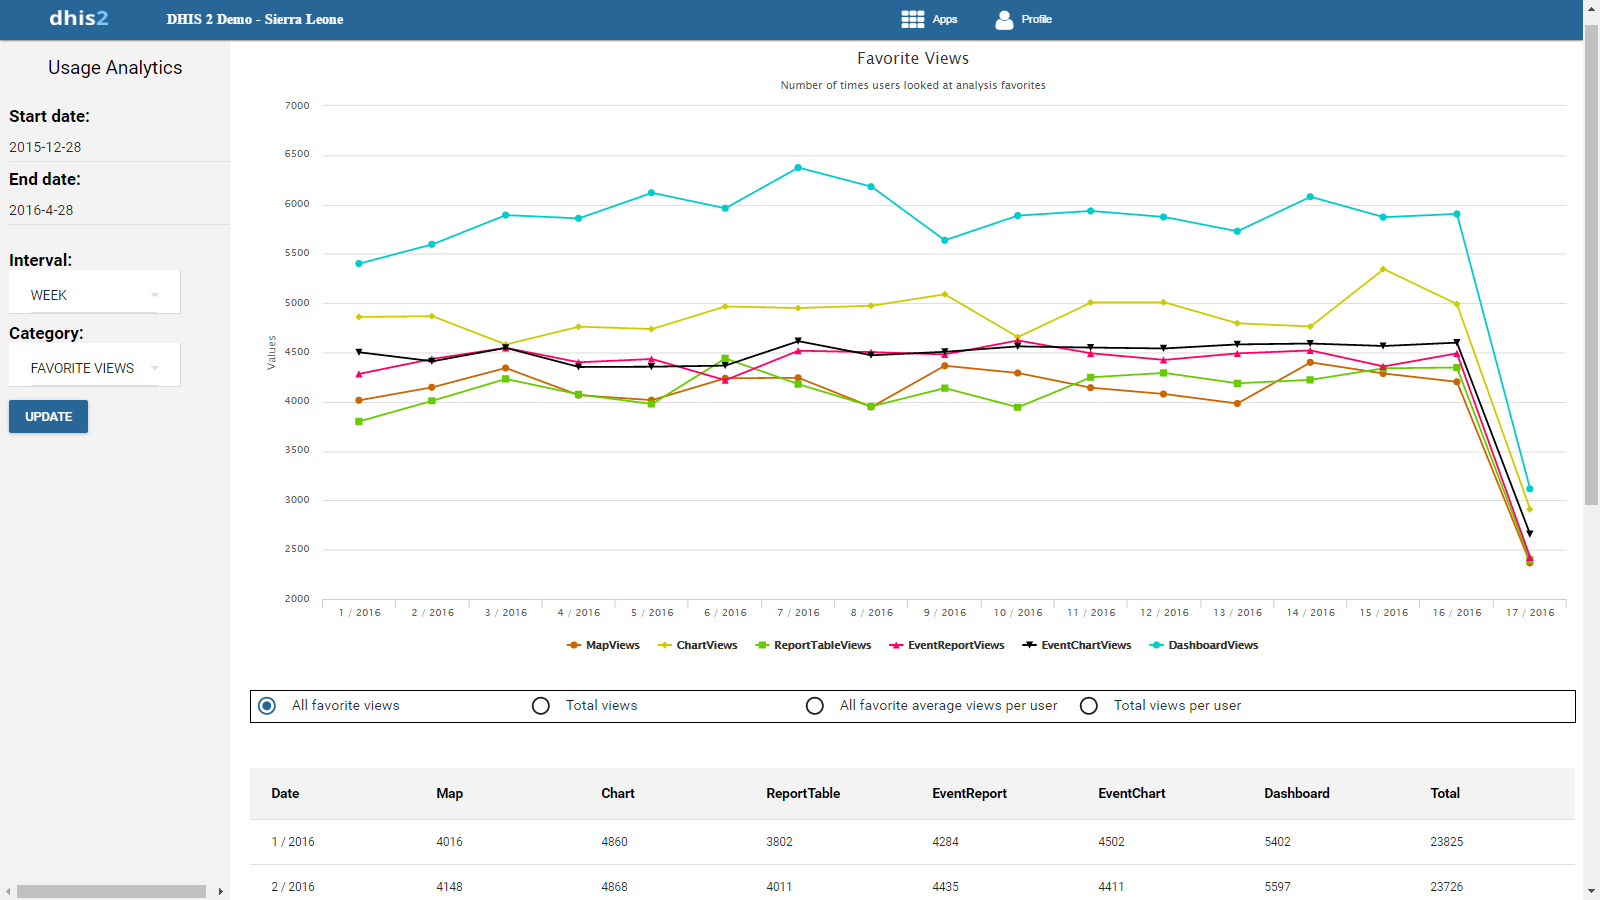 dhis2
DHIS 2 Demo - Sierra Leone
Apps
Profile
Usage Analytics
Start date:
2015-12-28
End date:
2016-4-28
Interval:
WEEK
Category:
FAVORITE VIEWS
UPDATE
Favorite Views
Number of times users looked at analysis favorites
Values
7000
6500
6000
5500
5000
4500
4000
3500
3000
2500
2000
1 / 2016 2 / 2016 3 / 2016 4 / 2016 5 / 2016 6 / 2016 7 / 2016 8 / 2016 9 / 2016 10 / 2016 11 / 2016 12 / 2016 13 / 2016 14 / 2016 15 / 2016 16 / 2016 17 / 2016
MapViews ChartViews ReportTableViews EventReportViews EventChartViews DashboardViews
All favorite views Total views All favorite average views per user Total views per user
Date Map Chart ReportTable EventReport EventChart Dashboard Total
1 / 2016 4016 4860 3802 4284 4502 5402 23825
2 / 2016 4148 4868 4011 4435 4411 5597 23726